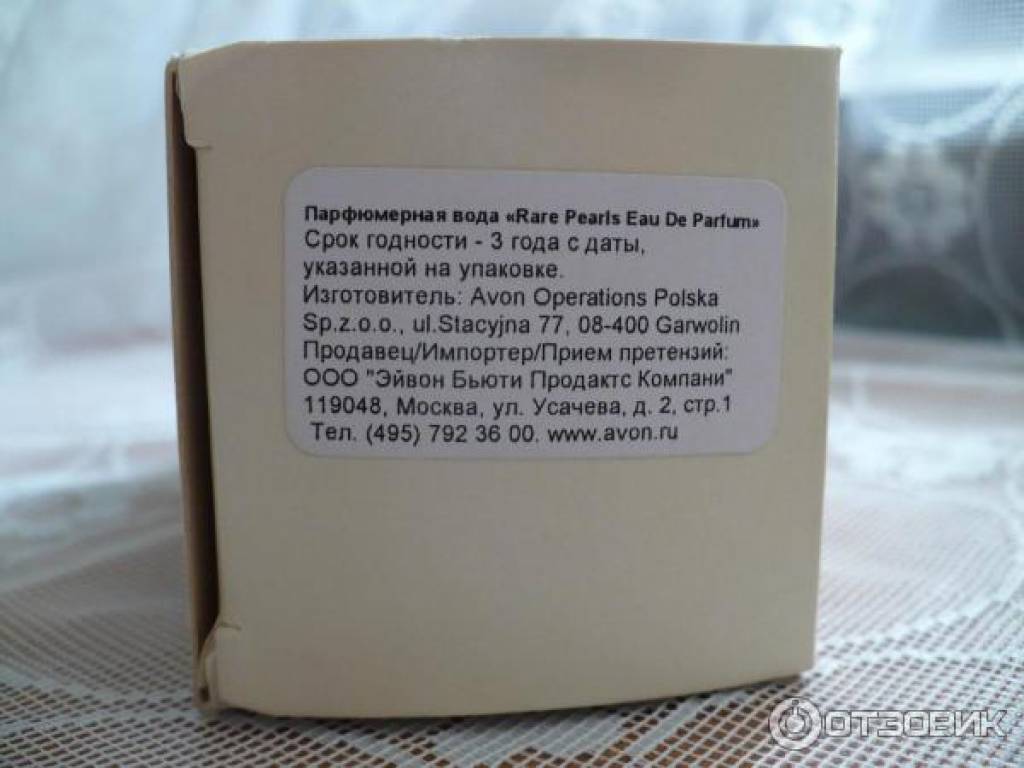 Парфюмерная вода «Rare Pearls Eau De Parfum»
Срок годности - 3 года с даты,
указанной на упаковке.
Изготовитель: Avon Operations Polska
Sp.z.o.o., ul.Stacyjna 77, 08-400 Garwolin
Продавец/Импортер/Прием претензий:
ООО "Эйвон Бьюти Продактс Компани"
119048, Москва, ул. Усачева, д. 2, стр.1
Тел. (495) 792 36 00. www.avon.ru
ОТЗОВИК